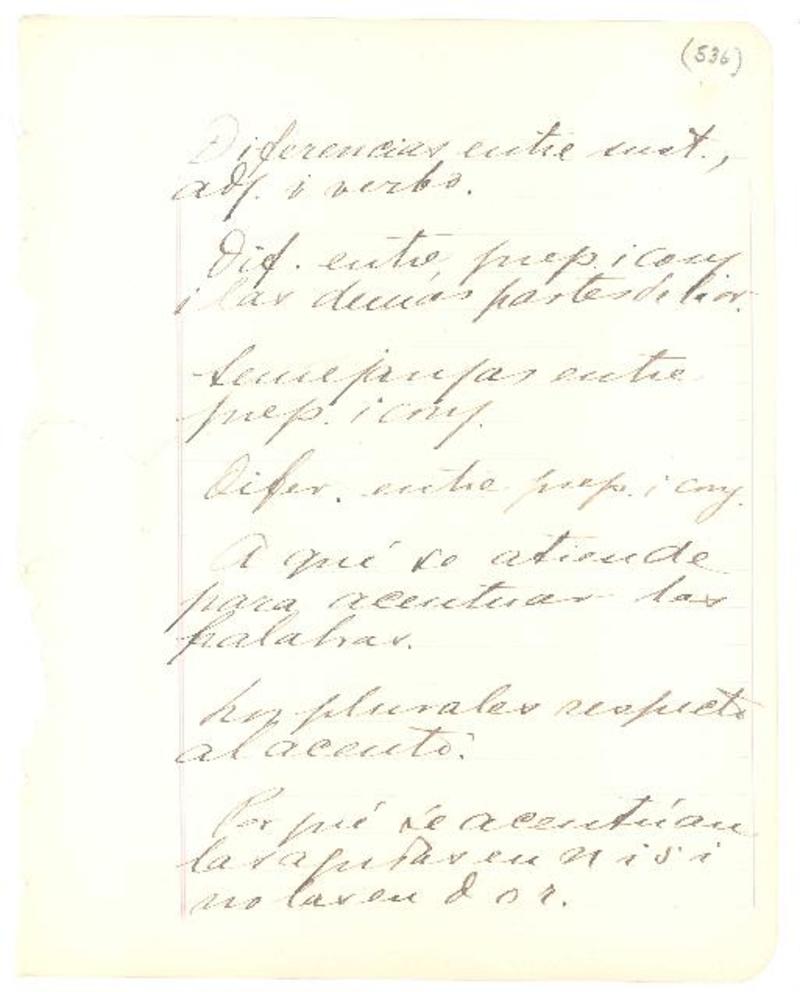 (536)
Diferencias entre sust.,
adj. i verbo.
Dif. entre prep. i conj
i las demás partes de la or.
Semejanzas entre
prep. i conj.
Difer. entre prep. i conj.
A qué se atiende
para acentuar las
palabras.
Los plurales respecto
al acento.
Por qué se acentúan
las agudas en n i s i
no las en d o r.